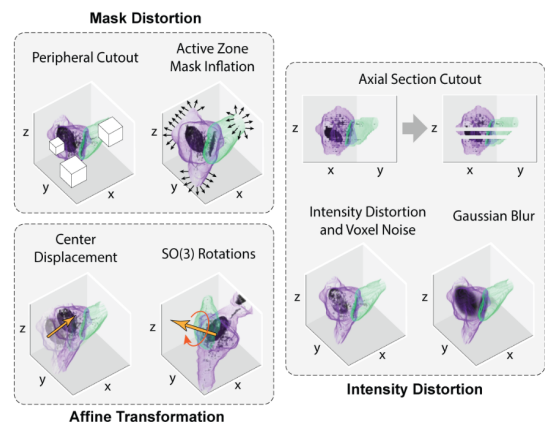 Mask Distortion
Peripheral Cutout
Active Zone
Mask Inflation
z
y
x
Center
Displacement
SO(3) Rotations
z
y
x
z
y
x
Affine Transformation
Axial Section Cutout
z
x
y
z
x
y
Intensity Distortion
and Voxel Noise
Gaussian Blur
z
y
x
z
y
x
Intensity Distortion